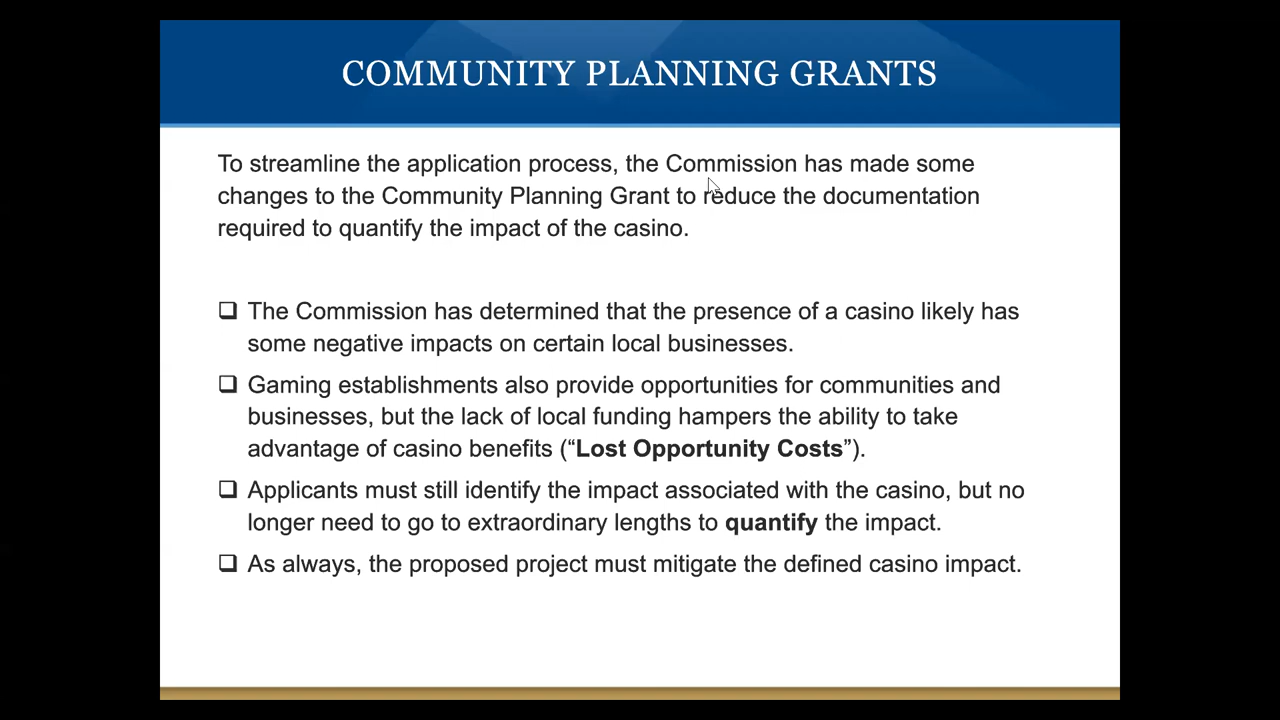 COMMUNITY PLANNING GRANTS
To streamline the application process, the Commission has made some
changes to the Community Planning Grant to reduce the documentation
required to quantify the impact of the casino.
❑ The Commission has determined that the presence of a casino likely has
some negative impacts on certain local businesses.
❑ Gaming establishments also provide opportunities for communities and
businesses, but the lack of local funding hampers the ability to take
advantage of casino benefits (“Lost Opportunity Costs”).
❑ Applicants must still identify the impact associated with the casino, but no
longer need to go to extraordinary lengths to quantify the impact.
❑ As always, the proposed project must mitigate the defined casino impact.